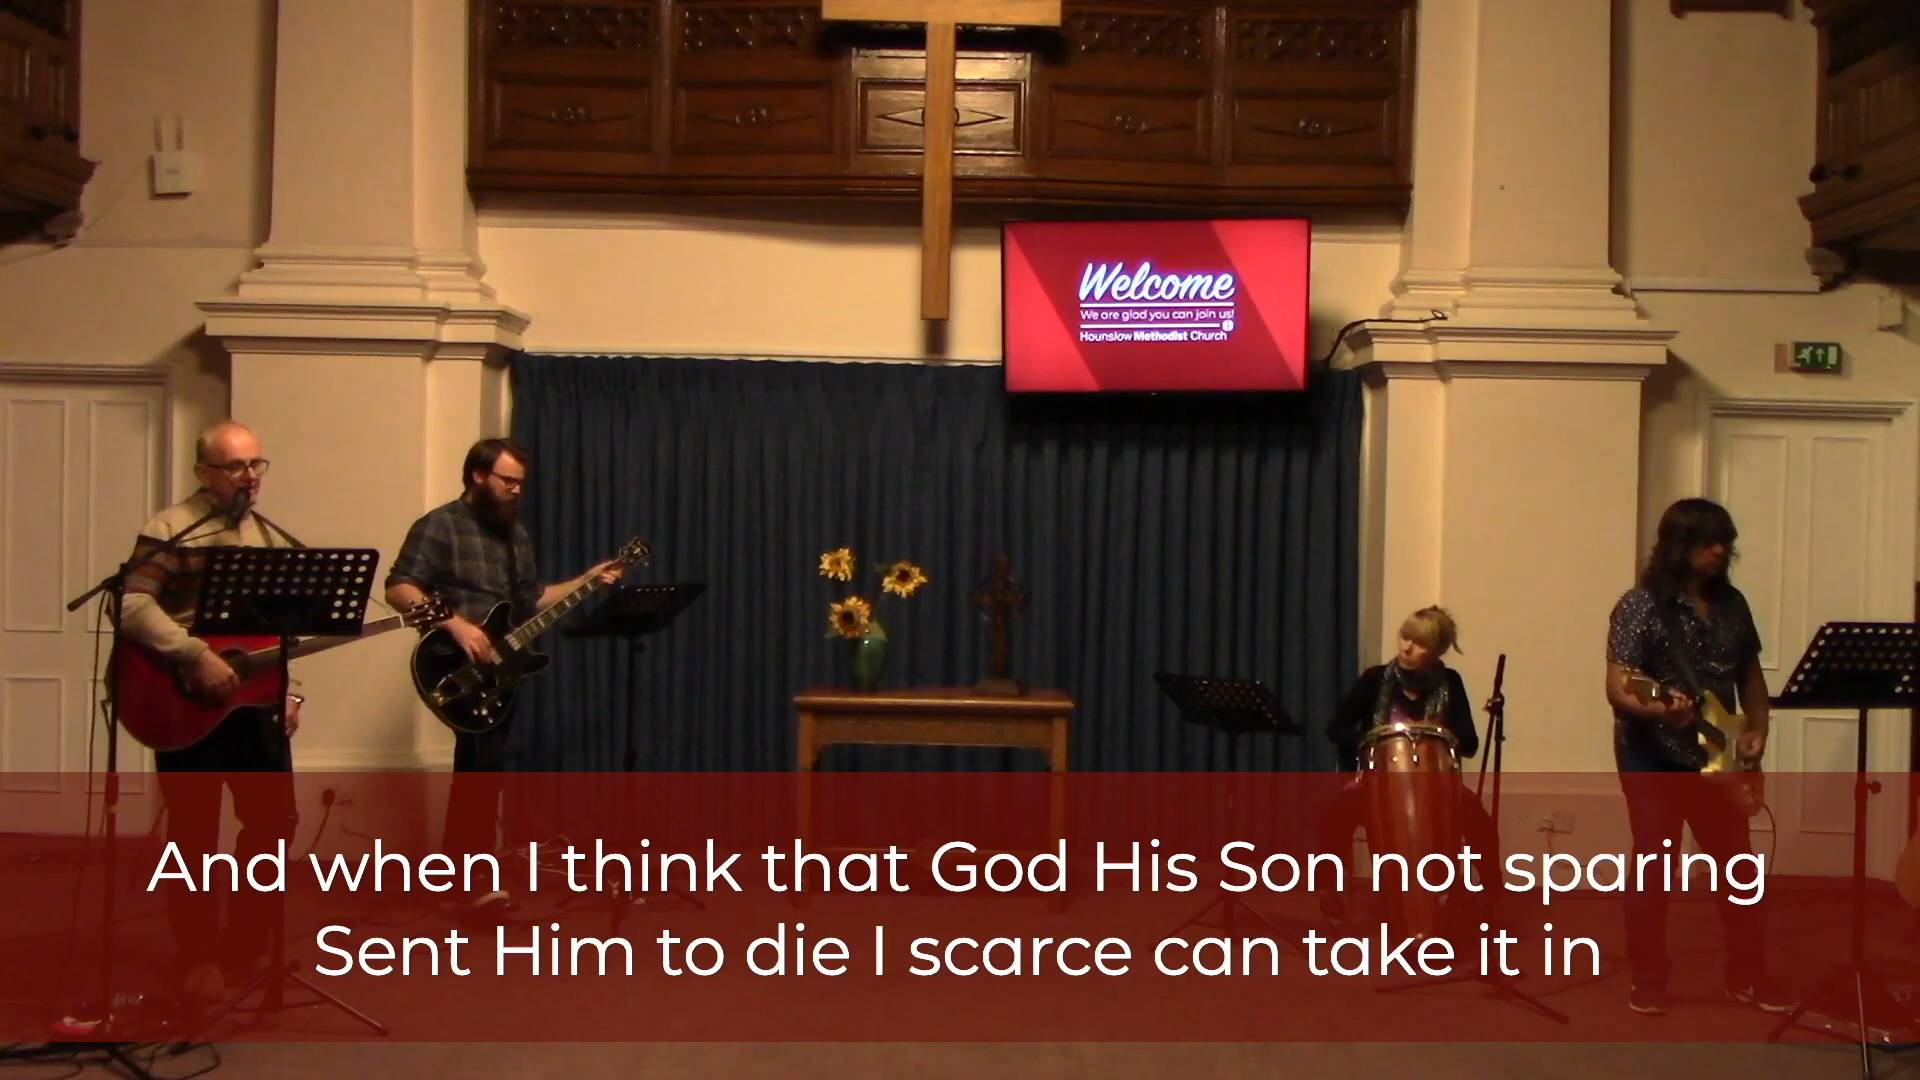 Welcome
We are glad you can join us!
Hounslow Methodist Church
And when I think that God His Son not sparing
Sent Him to die I scarce can take it in